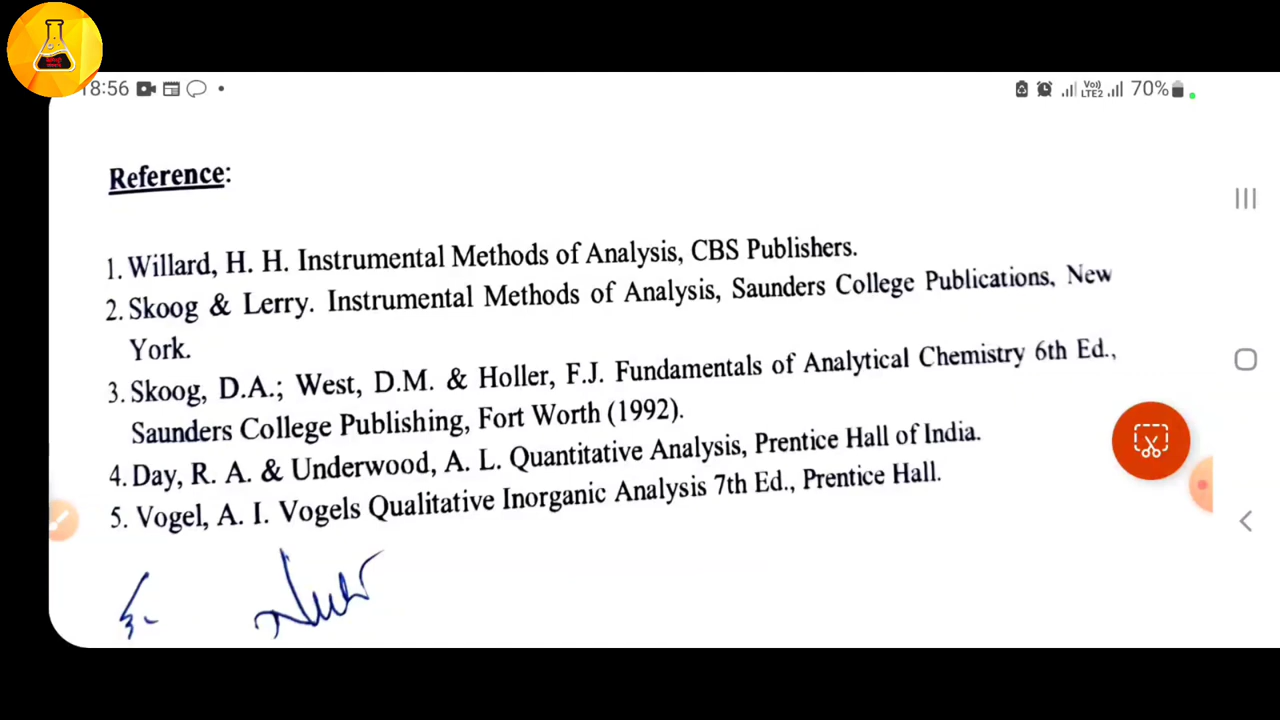 18:56
Vo)) LTE2 70%
Reference:
1. Willard, H. H. Instrumental Methods of Analysis, CBS Publishers.
2. Skoog & Lerry. Instrumental Methods of Analysis, Saunders College Publications, New
York.
3. Skoog, D.A.; West, D.M. & Holler, F.J. Fundamentals of Analytical Chemistry 6th Ed.,
Saunders College Publishing, Fort Worth (1992).
4. Day, R. A. & Underwood, A. L. Quantitative Analysis, Prentice Hall of India.
5. Vogel, A. I. Vogels Qualitative Inorganic Analysis 7th Ed., Prentice Hall.